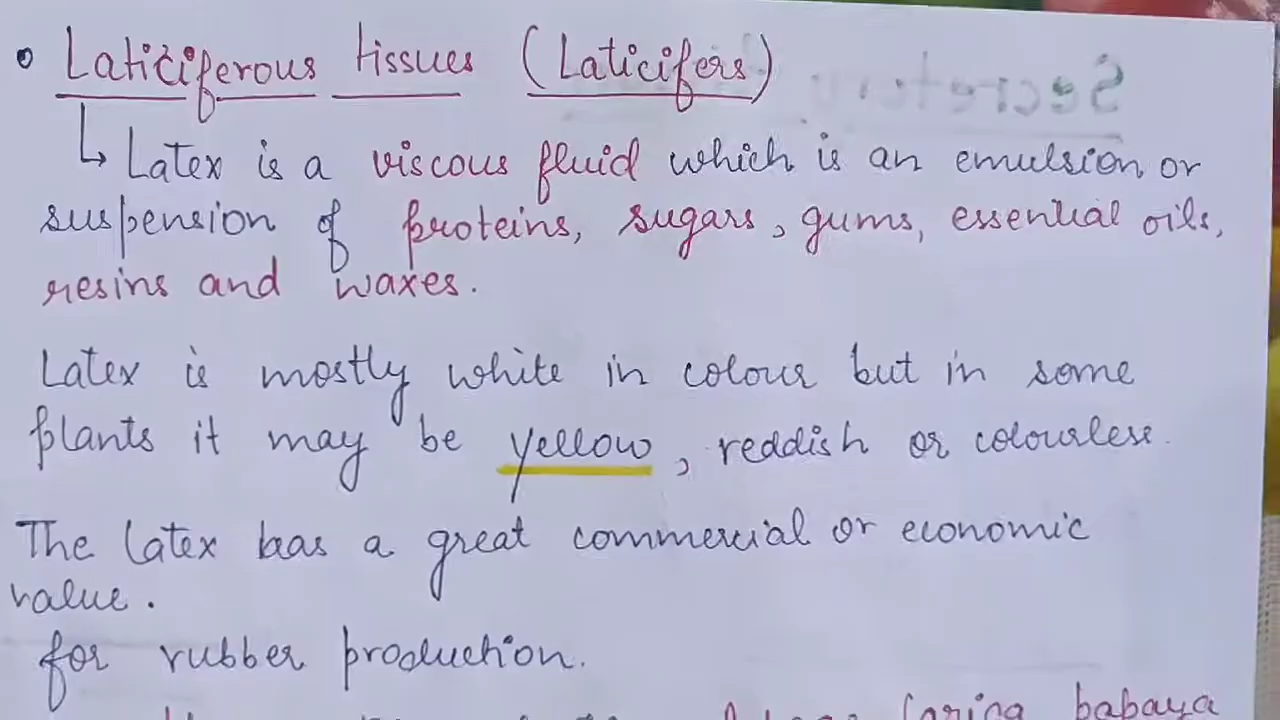 • Laticiferous tissues (Laticifers)
↳ Latex is a viscous fluid which is an emulsion or
suspension of proteins, sugars, gums, essential oils,
resins and waxes.
Latex is mostly white in colour but in some
plants it may be yellow, reddish or colourless.
The latex has a great commercial or economic
value.
for rubber production.
papaya